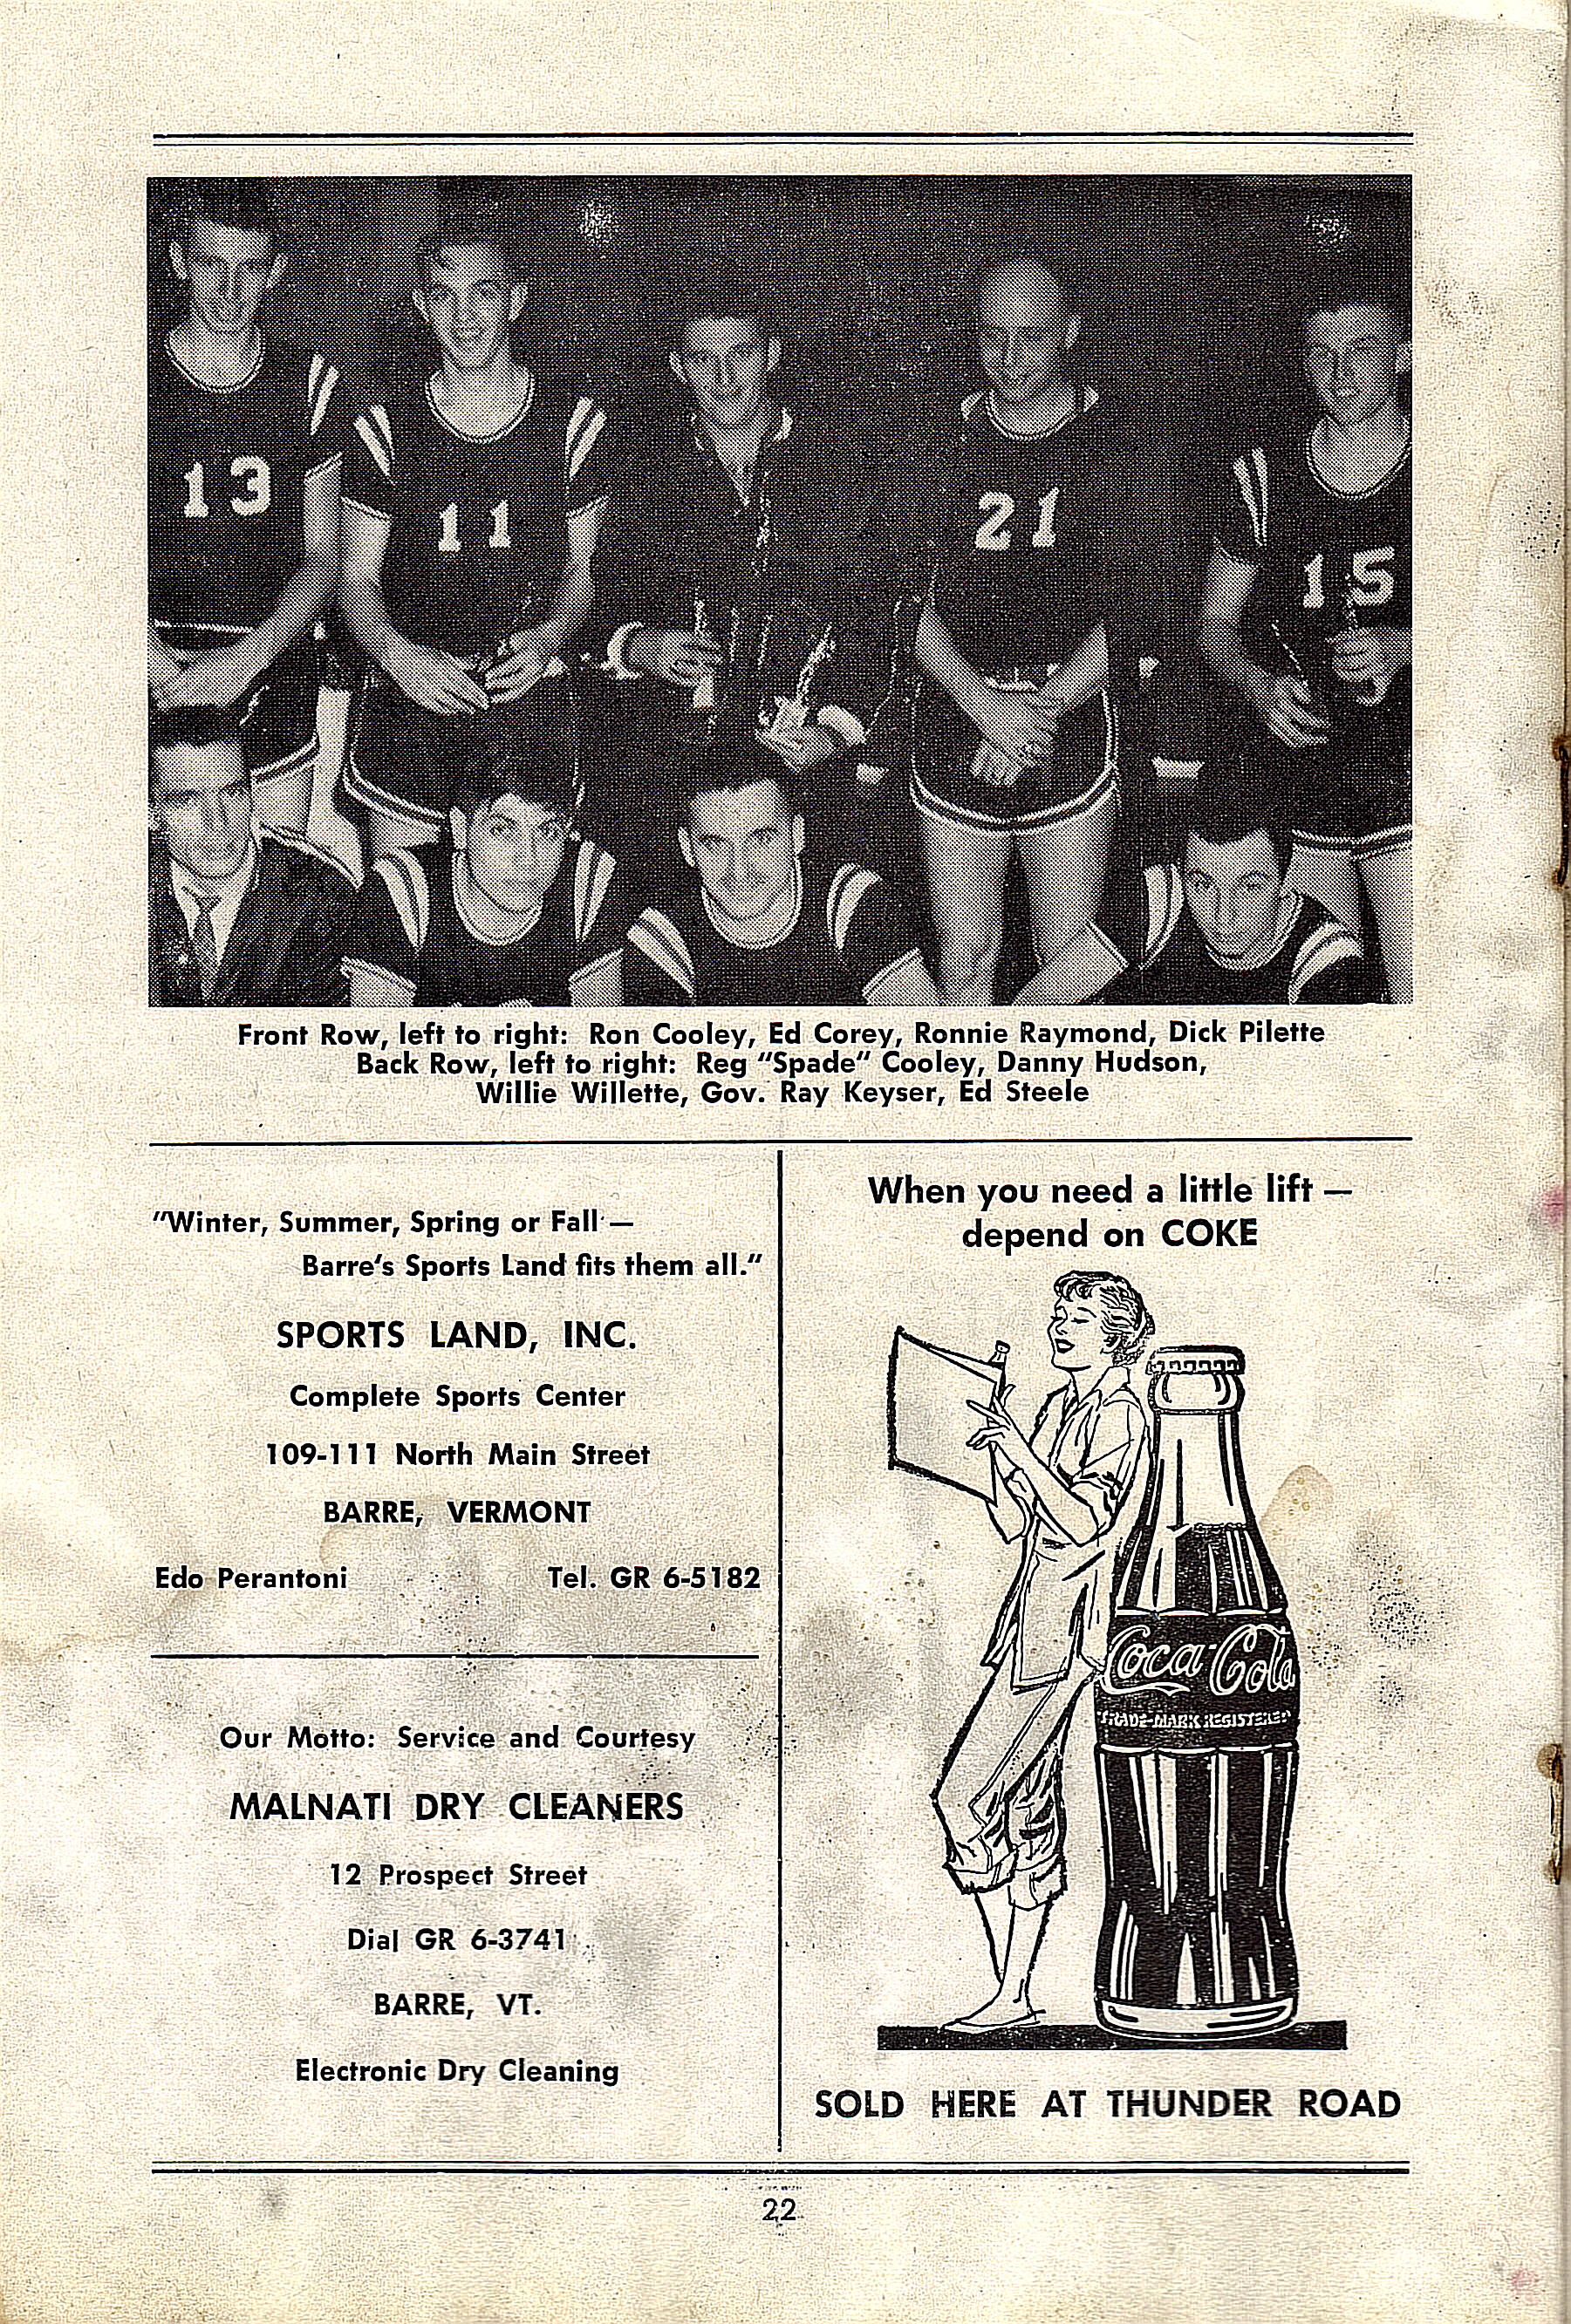 13
11
21
15
Front Row, left to right: Ron Cooley, Ed Corey, Ronnie Raymond, Dick Pilette
Back Row, left to right: Reg "Spade" Cooley, Danny Hudson,
Willie Willette, Gov. Ray Keyser, Ed Steele
"Winter, Summer, Spring or Fall —
Barre's Sports Land fits them all."
SPORTS LAND, INC.
Complete Sports Center
109-111 North Main Street
BARRE, VERMONT
Edo Perantoni Tel. GR 6-5182
Our Motto: Service and Courtesy
MALNATI DRY CLEANERS
12 Prospect Street
Dial GR 6-3741
BARRE, VT.
Electronic Dry Cleaning
When you need a little lift —
depend on COKE
Coca-Cola
TRADE-MARK REGISTERED
SOLD HERE AT THUNDER ROAD
22